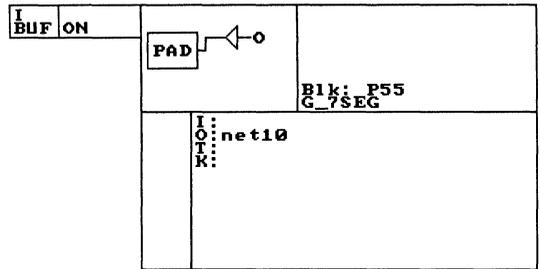 I
BUF ON
PAD
O
Blk: P55
G_7SEG
I:
O: net10
T:
K: